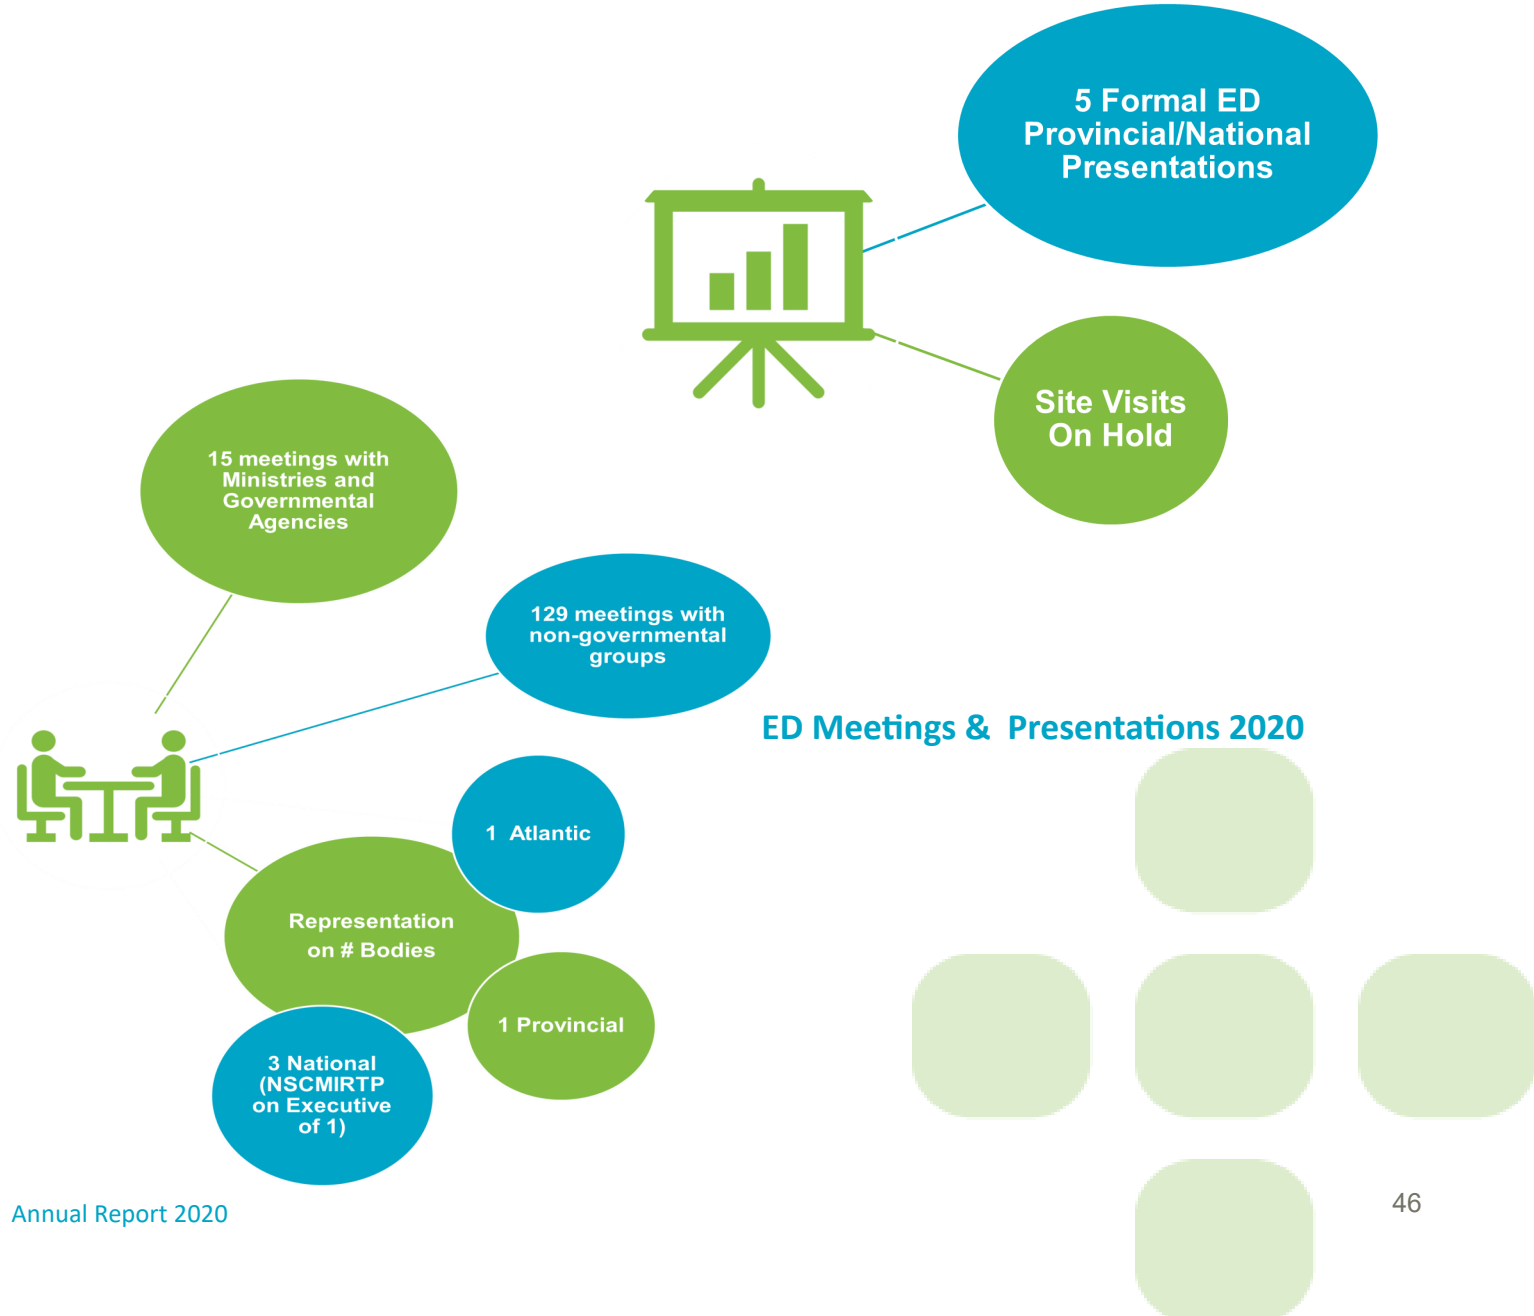 5 Formal ED
Provincial/National
Presentations
Site Visits
On Hold
15 meetings with
Ministries and
Governmental
Agencies
129 meetings with
non-governmental
groups
ED Meetings &  Presentations 2020
1  Atlantic
Representation
on # Bodies
1 Provincial
3 National
(NSCMIRTP
on Executive
of 1)
Annual Report 2020
46